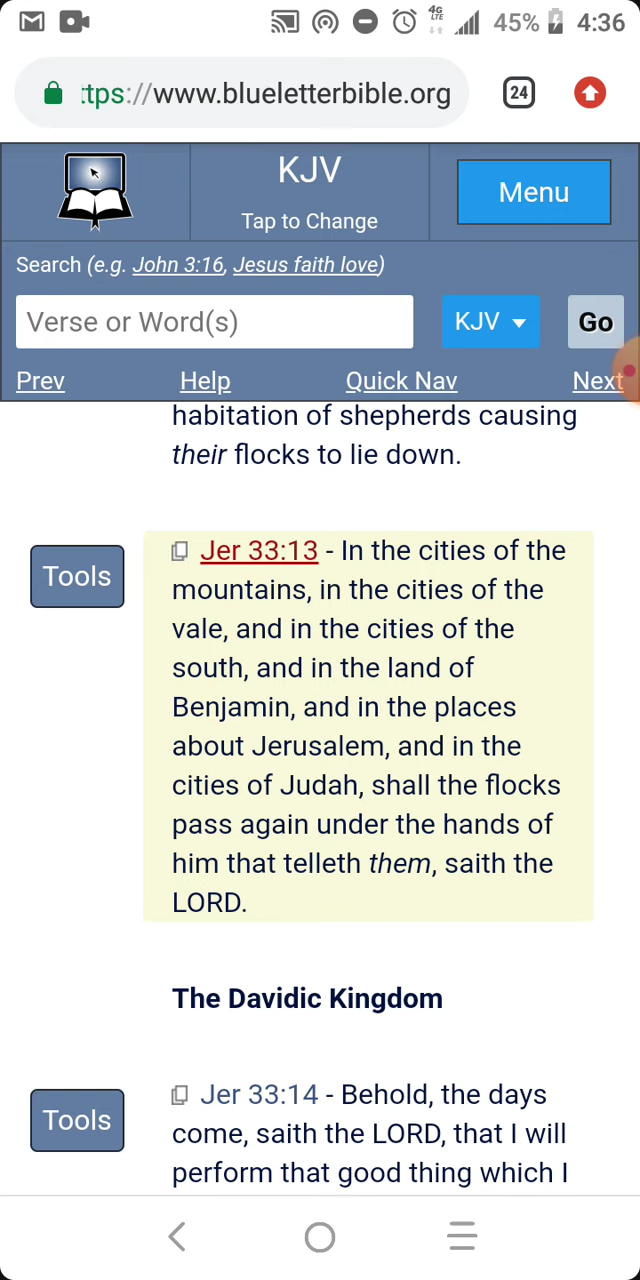 4G
LTE
45% 4:36
ttps://www.blueletterbible.org
24
KJV
Tap to Change
Menu
Search (e.g. John 3:16, Jesus faith love)
Verse or Word(s)
KJV
Go
Prev Help Quick Nav Next
habitation of shepherds causing
their flocks to lie down.
Tools
Jer 33:13 - In the cities of the
mountains, in the cities of the
vale, and in the cities of the
south, and in the land of
Benjamin, and in the places
about Jerusalem, and in the
cities of Judah, shall the flocks
pass again under the hands of
him that telleth them, saith the
LORD.
The Davidic Kingdom
Tools
Jer 33:14 - Behold, the days
come, saith the LORD, that I will
perform that good thing which I